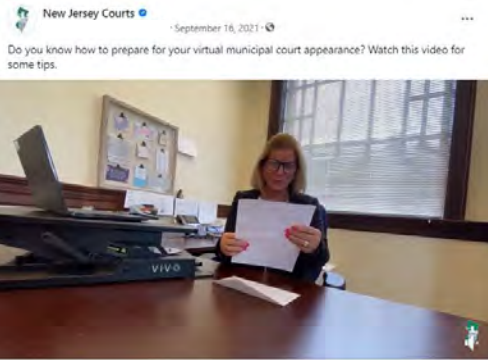 New Jersey Courts
· September 16, 2021 ·
Do you know how to prepare for your virtual municipal court appearance? Watch this video for
some tips.
VIVO